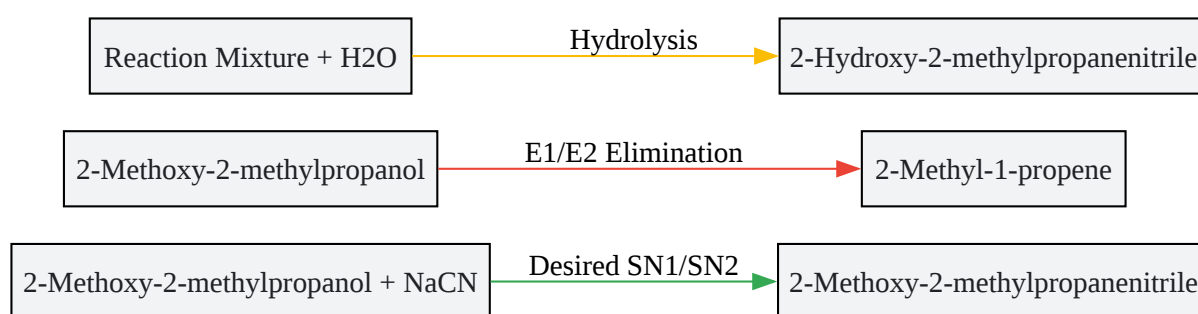 Reaction Mixture + H2O
Hydrolysis
2-Hydroxy-2-methylpropanenitrile
2-Methoxy-2-methylpropanol
E1/E2 Elimination
2-Methyl-1-propene
2-Methoxy-2-methylpropanol + NaCN
Desired SN1/SN2
2-Methoxy-2-methylpropanenitrile